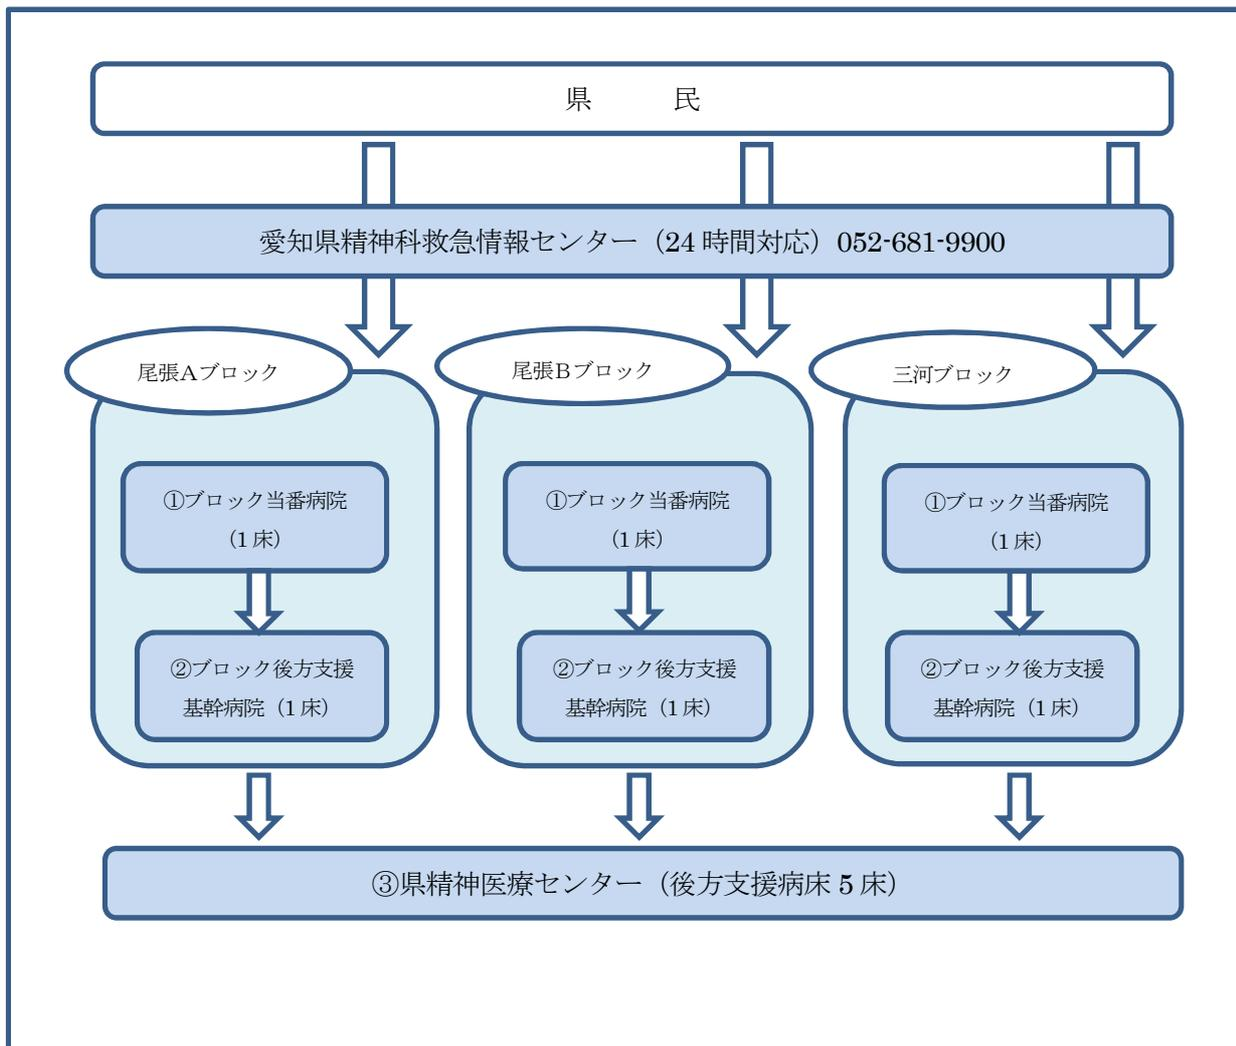 県　　　民
愛知県精神科救急情報センター（24 時間対応）052-681-9900
尾張Aブロック
尾張Bブロック
三河ブロック
①ブロック当番病院
（1 床）
①ブロック当番病院
（1 床）
①ブロック当番病院
（1 床）
②ブロック後方支援
基幹病院（1 床）
②ブロック後方支援
基幹病院（1 床）
②ブロック後方支援
基幹病院（1 床）
③県精神医療センター（後方支援病床 5 床）